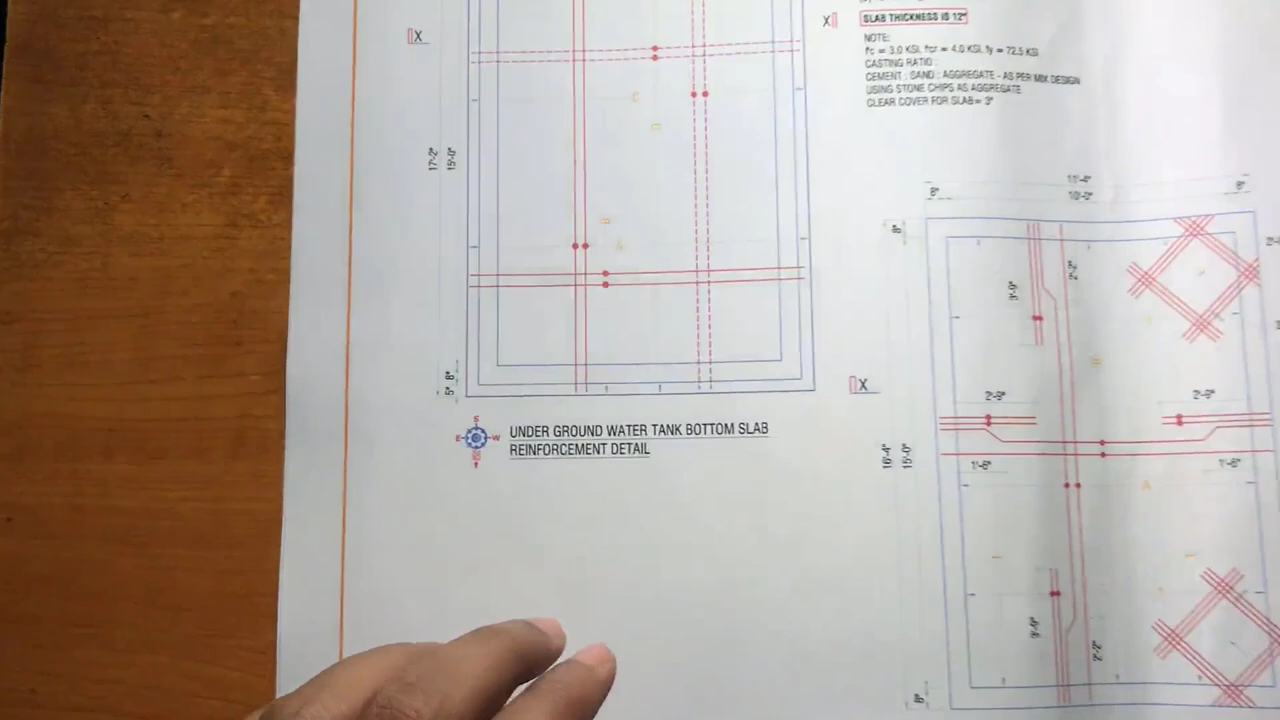 X
X
SLAB THICKNESS IS 12"
NOTE:
f'c = 3.0 KSI, f'cr = 4.0 KSI, fy = 72.5 KSI
CASTING RATIO :
CEMENT : SAND : AGGREGATE - AS PER MIX DESIGN
USING STONE CHIPS AS AGGREGATE
CLEAR COVER FOR SLAB= 3"
C
17'-2"
15'-0"
A
5"
8"
S
E
W
UNDER GROUND WATER TANK BOTTOM SLAB
REINFORCEMENT DETAIL
X
11'-4"
8"
8"
10'-0"
8"
2'-2"
3'-9"
2'-9"
2'-9"
1'-6"
1'-6"
16'-4"
15'-0"
A
3'-9"
2'-2"
8"